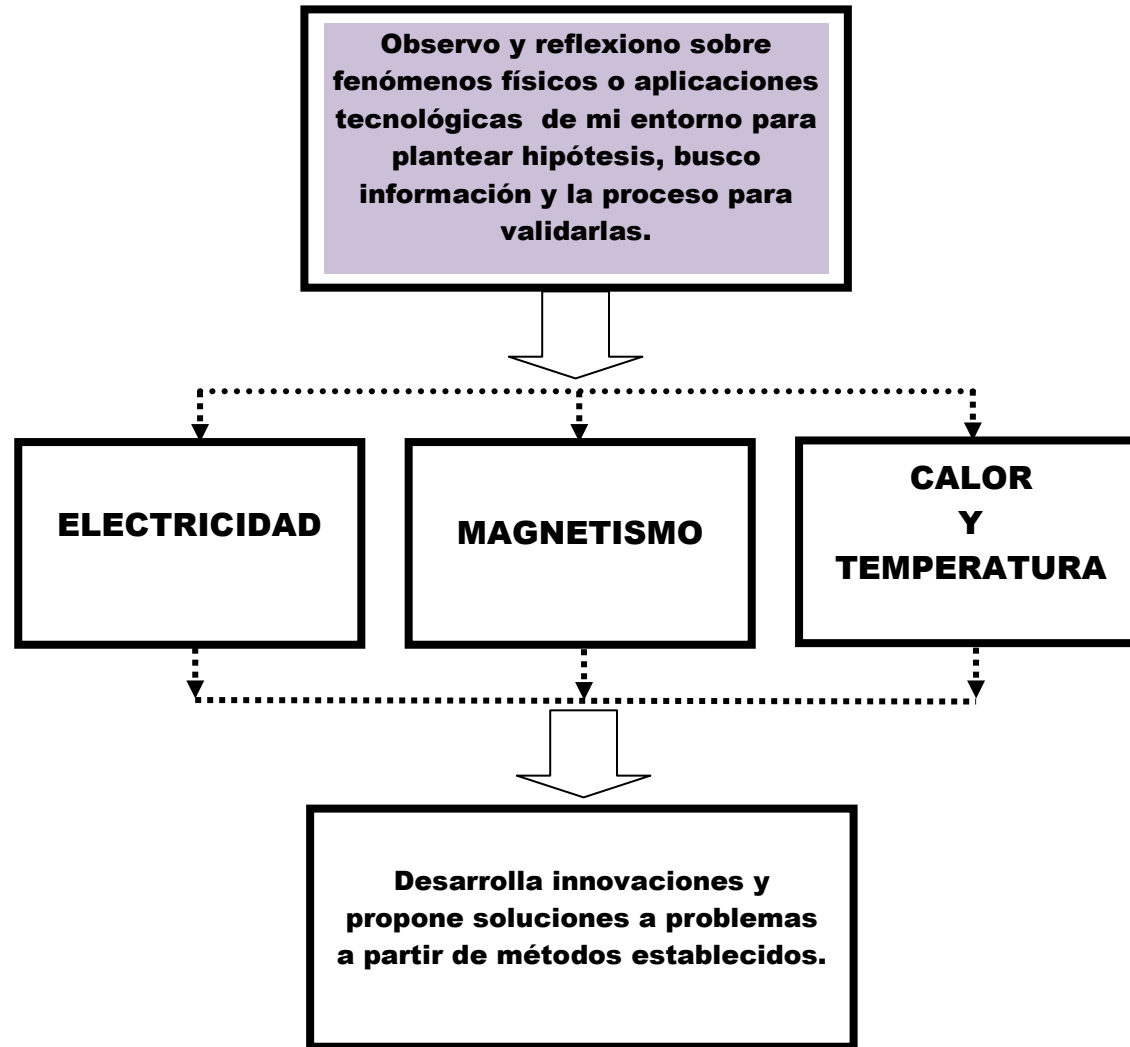 Observo y reflexiono sobre
fenómenos físicos o aplicaciones
tecnológicas de mi entorno para
plantear hipótesis, busco
información y la proceso para
validarlas.
ELECTRICIDAD
MAGNETISMO
CALOR
Y
TEMPERATURA
Desarrolla innovaciones y
propone soluciones a problemas
a partir de métodos establecidos.